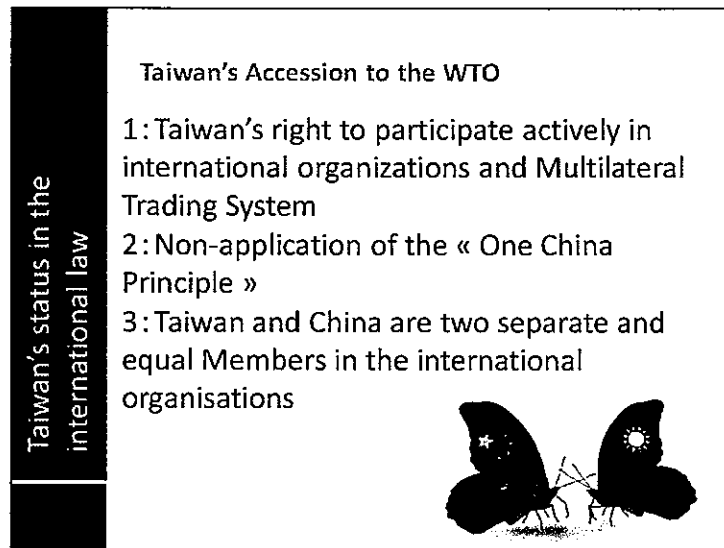 Taiwan's status in the
international law
Taiwan's Accession to the WTO
1:Taiwan's right to participate actively in
international organizations and Multilateral
Trading System
2:Non-application of the « One China
Principle »
3:Taiwan and China are two separate and
equal Members in the international
organisations